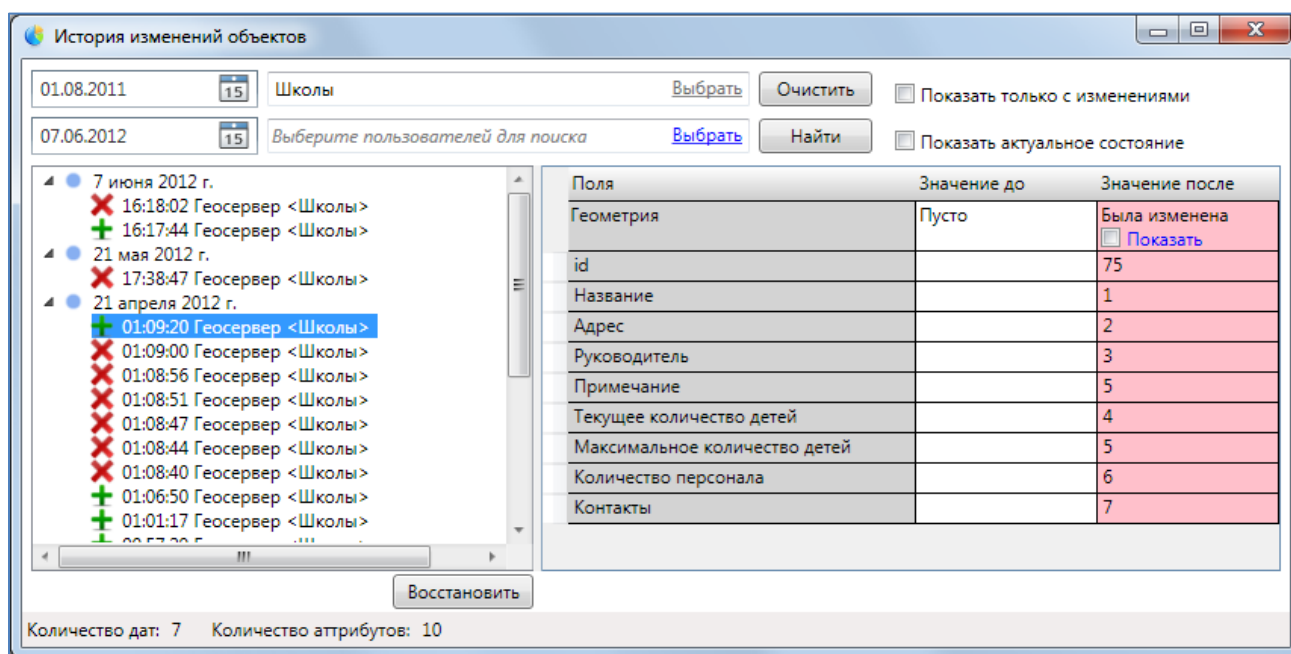 История изменений объектов
01.08.2011 15 Школы Выбрать Очистить Показать только с изменениями
07.06.2012 15 Выберите пользователей для поиска Выбрать Найти Показать актуальное состояние
7 июня 2012 г.
16:18:02 Геосервер <Школы>
16:17:44 Геосервер <Школы>
21 мая 2012 г.
17:38:47 Геосервер <Школы>
21 апреля 2012 г.
01:09:20 Геосервер <Школы>
01:09:00 Геосервер <Школы>
01:08:56 Геосервер <Школы>
01:08:51 Геосервер <Школы>
01:08:47 Геосервер <Школы>
01:08:44 Геосервер <Школы>
01:08:40 Геосервер <Школы>
01:06:50 Геосервер <Школы>
01:01:17 Геосервер <Школы>
Поля Значение до Значение после
Геометрия Пусто Была изменена
Показать
id 75
Название 1
Адрес 2
Руководитель 3
Примечание 5
Текущее количество детей 4
Максимальное количество детей 5
Количество персонала 6
Контакты 7
Восстановить
Количество дат: 7 Количество аттрибутов: 10